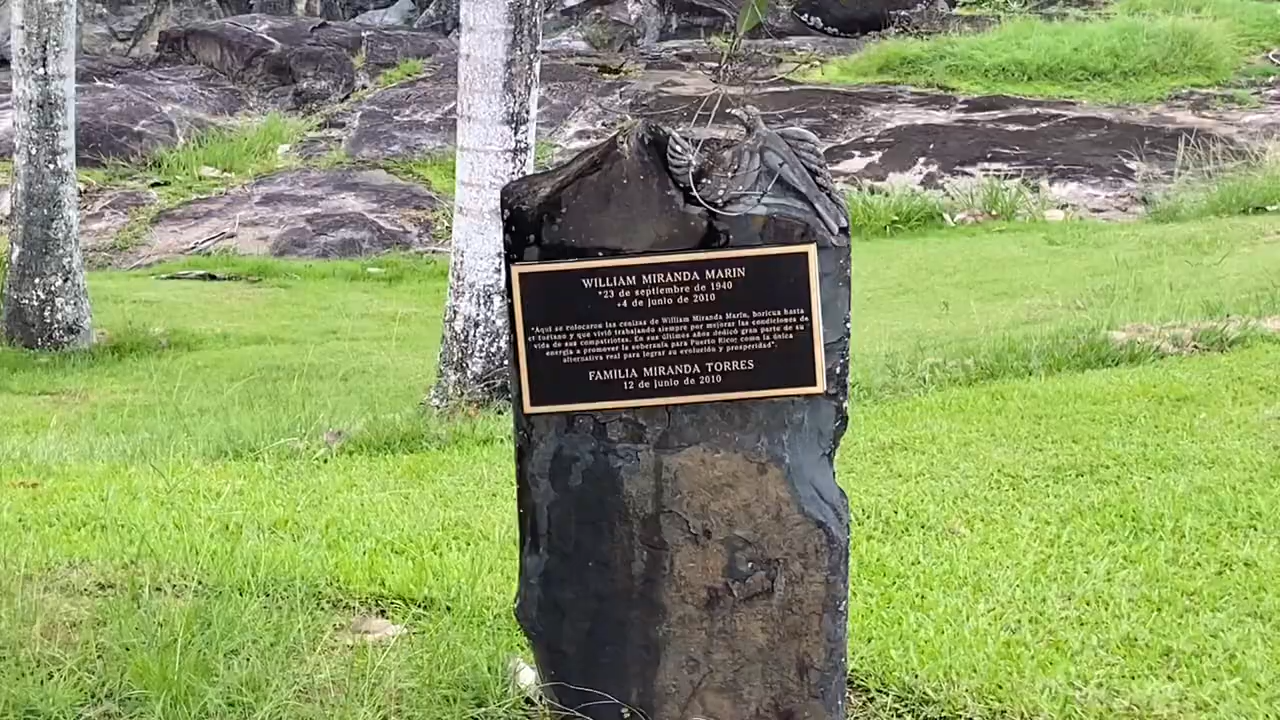 WILLIAM MIRANDA MARIN
*23 de septiembre de 1940
+4 de junio de 2010
"Aquí se colocaron las cenizas de William Miranda Marín, boricua hasta
el tuétano y que vivió trabajando siempre por mejorar las condiciones de
vida de sus compatriotas. En sus últimos años dedicó gran parte de su
energía a promover la soberanía para Puerto Rico; como la única
alternativa real para lograr su evolución y prosperidad".
FAMILIA MIRANDA TORRES
12 de junio de 2010